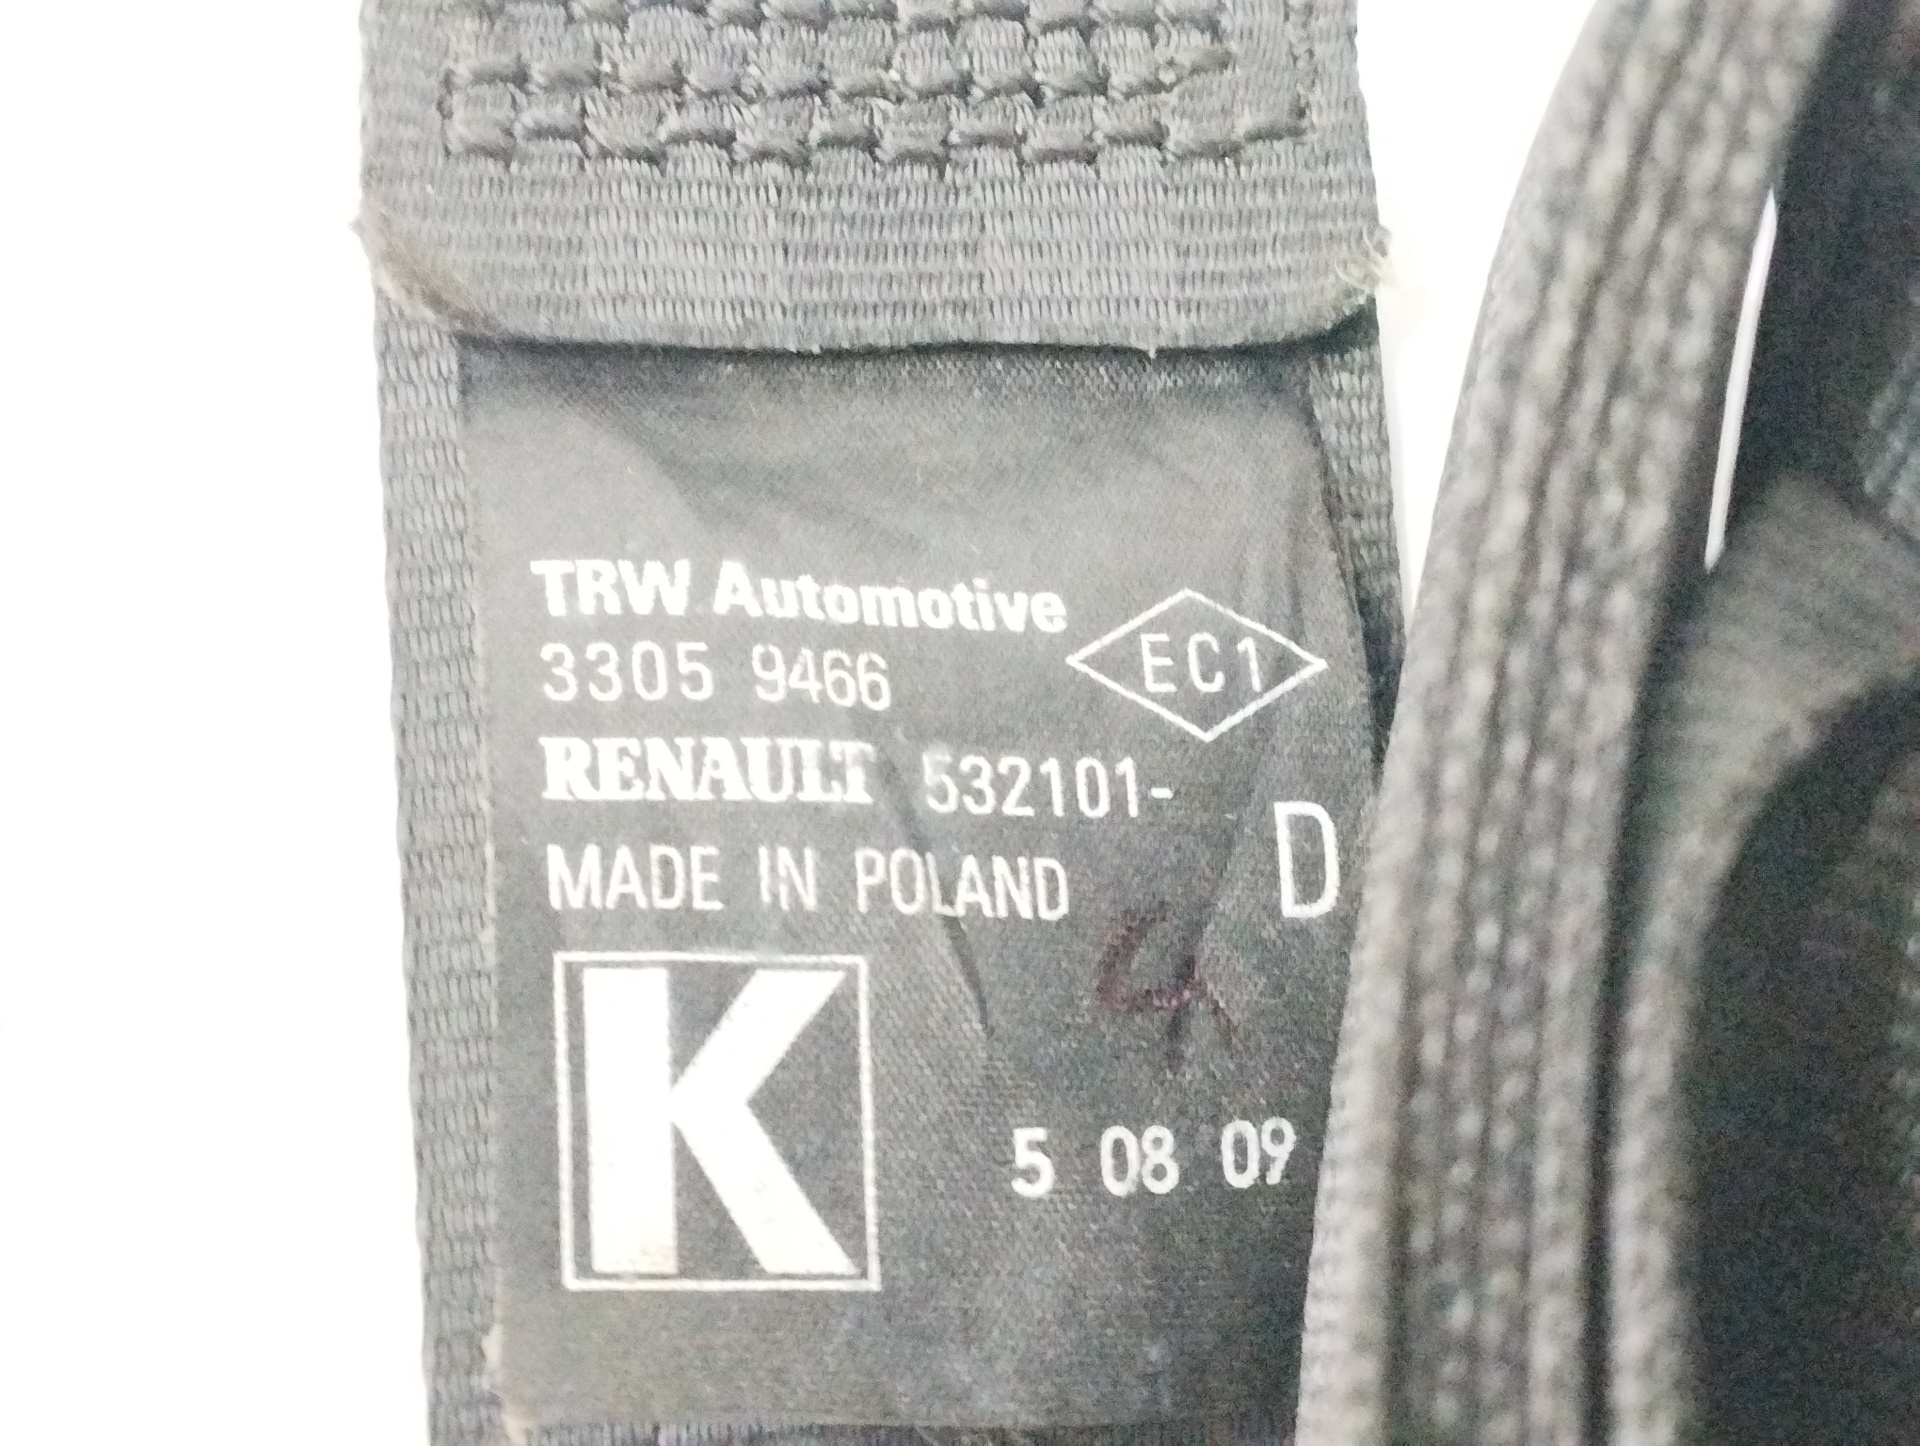 TRW Automotive
3305 9466
EC1
RENAULT 532101-
D
MADE IN POLAND
K
5 08 09